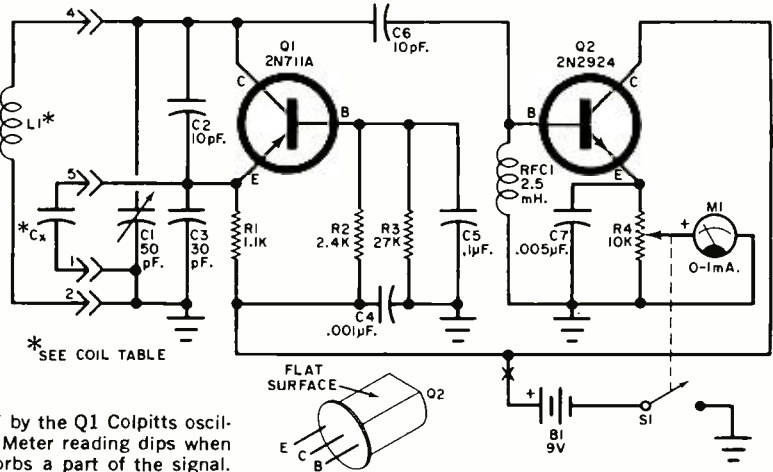 4
C6
10pF.
Q1
2N711A
Q2
2N2924
C
B
E
C
B
E
L1*
C2
10pF.
5
*Cx
C1
50
pF.
C3
30
pF.
R1
1.1K
R2
2.4K
R3
27K
C5
.1µF.
RFC1
2.5
mH.
C7
.005µF.
R4
10K
+
M1
0-1mA.
1
2
C4
.001µF.
*SEE COIL TABLE
FLAT
SURFACE
Q2
E
C
B
+
B1
9V
S1
by the Q1 Colpitts oscil-
Meter reading dips when
orbs a part of the signal.